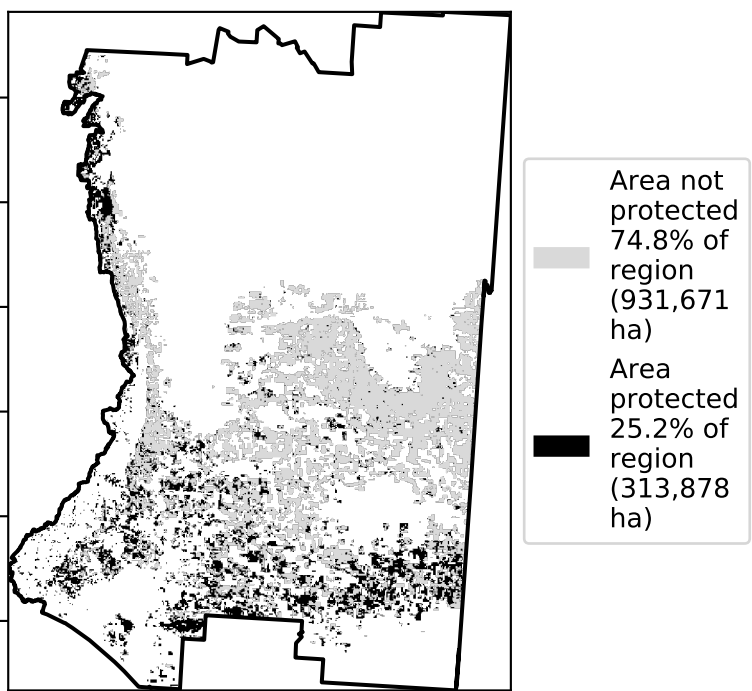 Area not
protected
74.8% of
region
(931,671
ha)
Area
protected
25.2% of
region
(313,878
ha)